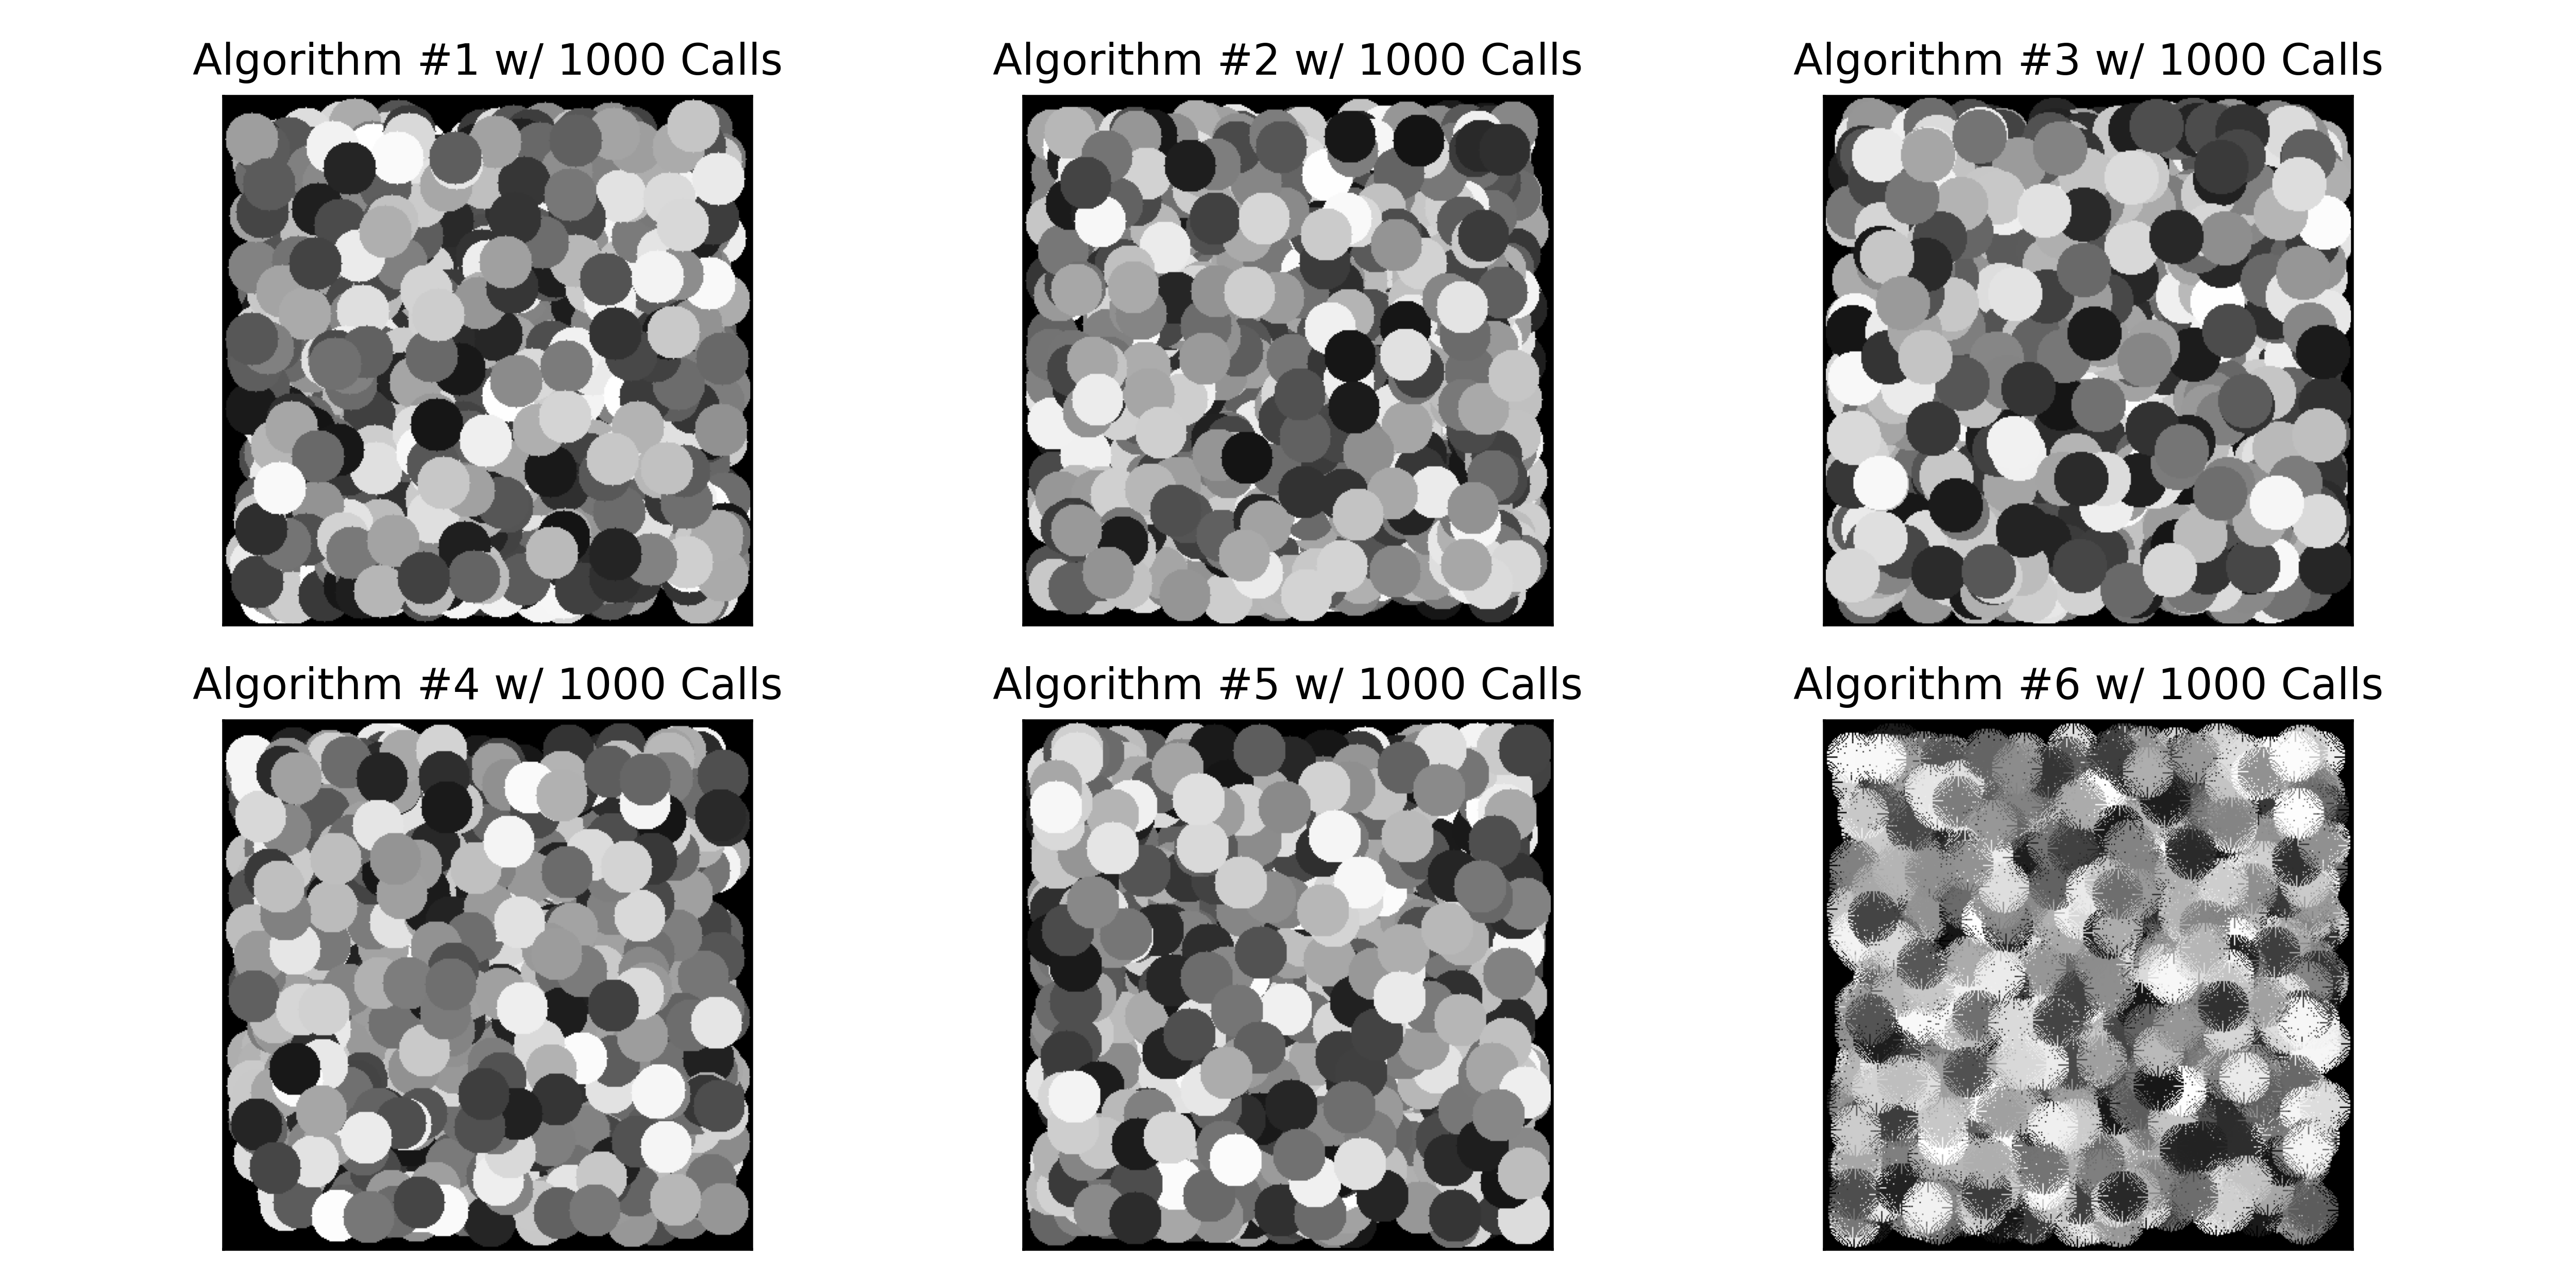 Algorithm #1 w/ 1000 Calls
Algorithm #2 w/ 1000 Calls
Algorithm #3 w/ 1000 Calls
Algorithm #4 w/ 1000 Calls
Algorithm #5 w/ 1000 Calls
Algorithm #6 w/ 1000 Calls